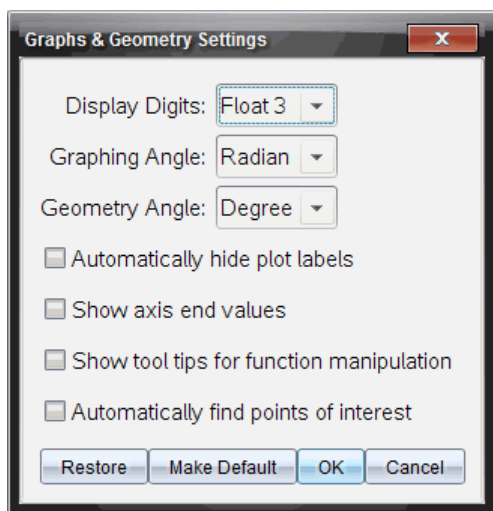 Graphs & Geometry Settings
x
Display Digits: Float 3
Graphing Angle: Radian
Geometry Angle: Degree
Automatically hide plot labels
Show axis end values
Show tool tips for function manipulation
Automatically find points of interest
Restore Make Default OK Cancel